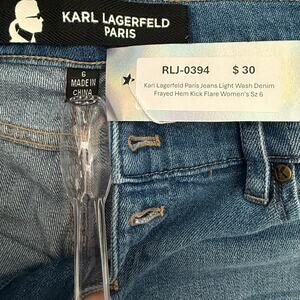 KARL LAGERFELD
PARIS
6
MADE IN
CHINA
RLJ-0394 $ 30
Karl Lagerfeld Paris Jeans Light Wash Denim
Frayed Hem Kick Flare Women's Sz 6
K